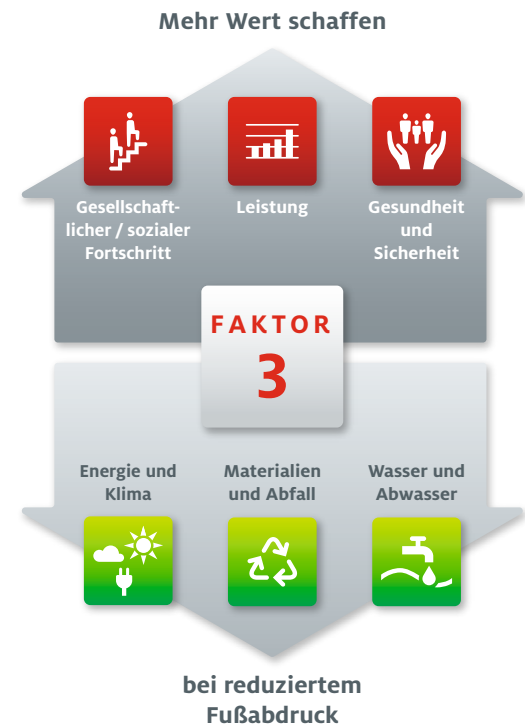 Mehr Wert schaffen
Gesellschaft-
licher / sozialer
Fortschritt
Leistung
Gesundheit
und
Sicherheit
FAKTOR
3
Energie und
Klima
Materialien
und Abfall
Wasser und
Abwasser
bei reduziertem
Fußabdruck